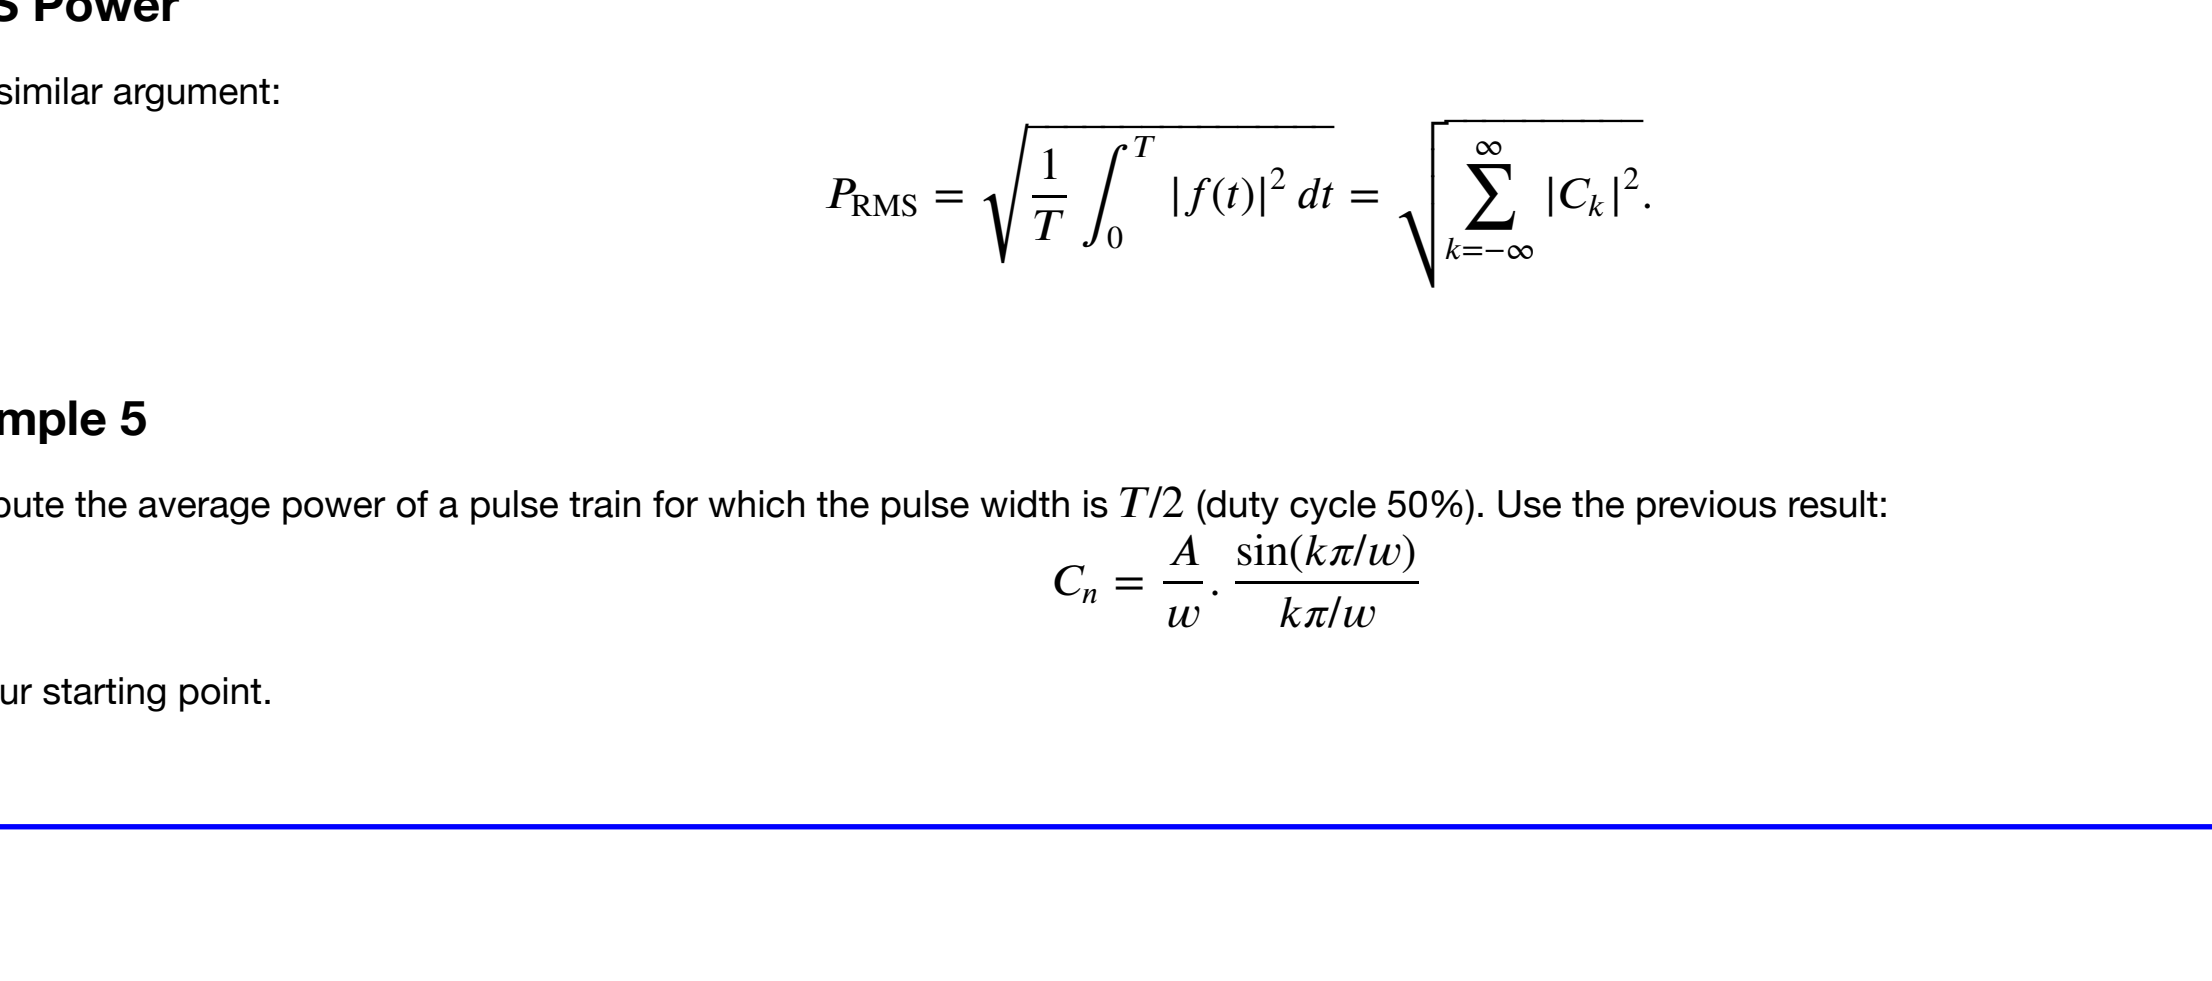 S Power
similar argument:
P_RMS = √(1/T ∫_0^T |f(t)|² dt) = √(∑_{k=−∞}^{∞} |C_k|²).
mple 5
pute the average power of a pulse train for which the pulse width is T/2 (duty cycle 50%). Use the previous result:
C_n = A/w . sin(kπ/w)/(kπ/w)
ur starting point.